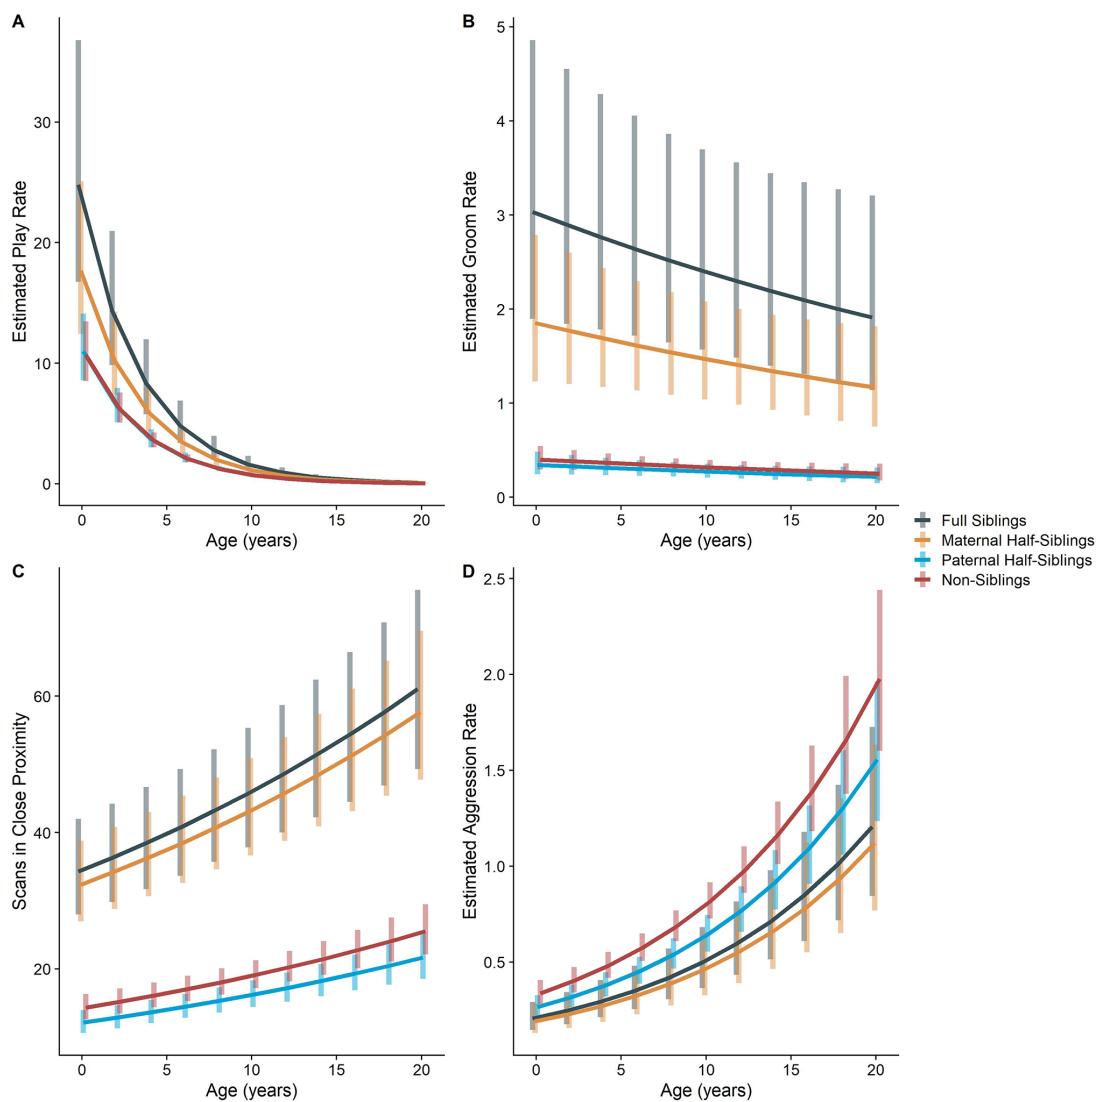 A
Estimated Play Rate
30
20
10
0
0 5 10 15 20
Age (years)
B
Estimated Groom Rate
5
4
3
2
1
0
0 5 10 15 20
Age (years)
Full Siblings
Maternal Half-Siblings
Paternal Half-Siblings
Non-Siblings
C
Scans in Close Proximity
60
40
20
0 5 10 15 20
Age (years)
D
Estimated Aggression Rate
2.5
2.0
1.5
1.0
0.5
0 5 10 15 20
Age (years)